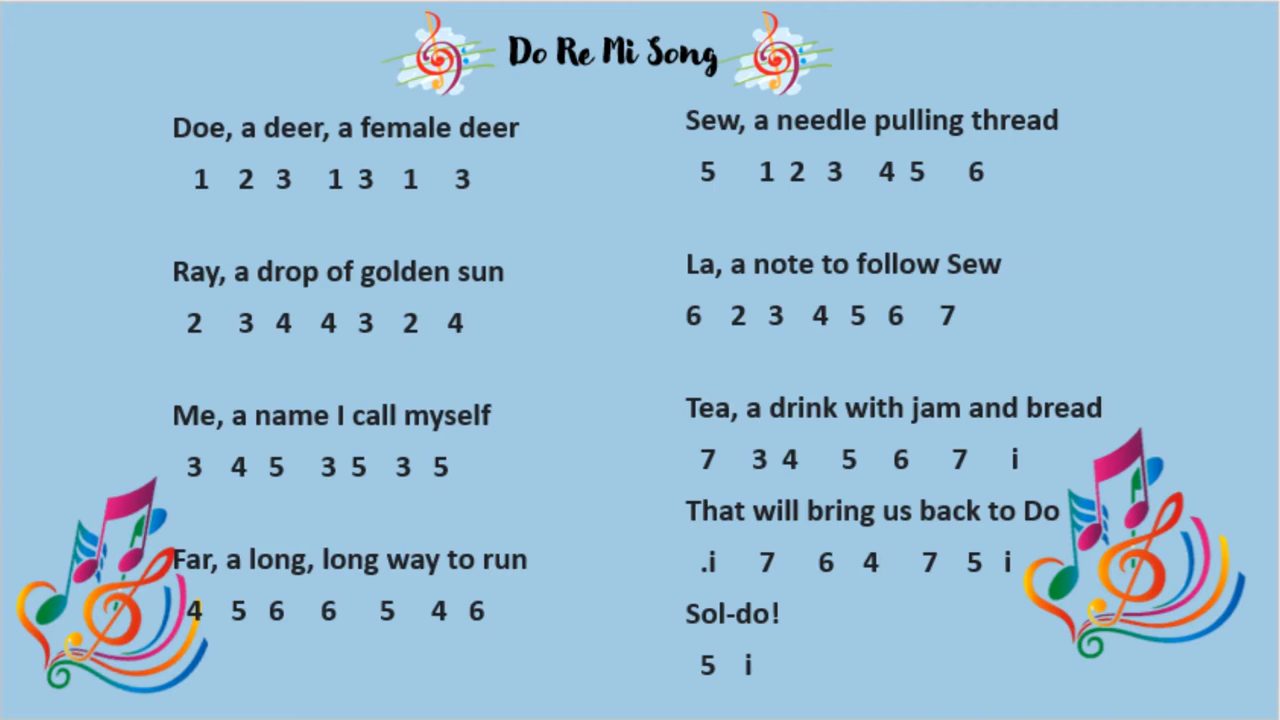 Do Re Mi Song
Doe, a deer, a female deer
1 2 3 1 3 1 3
Ray, a drop of golden sun
2 3 4 4 3 2 4
Me, a name I call myself
3 4 5 3 5 3 5
Far, a long, long way to run
4 5 6 6 5 4 6
Sew, a needle pulling thread
5 1 2 3 4 5 6
La, a note to follow Sew
6 2 3 4 5 6 7
Tea, a drink with jam and bread
7 3 4 5 6 7 i
That will bring us back to Do
.i 7 6 4 7 5 i
Sol-do!
5 i